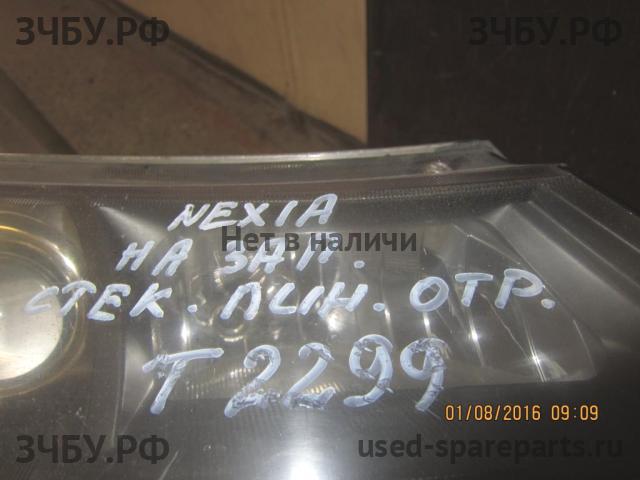 ЗЧБУ.РФ ЗЧБУ.РФ
NEXIA
НА ЗАП.
Нет в наличии
СТЕК. ЛИН. ОТР.
Т 2299
01/08/2016 09:09
ЗЧБУ.РФ used-spareparts.ru